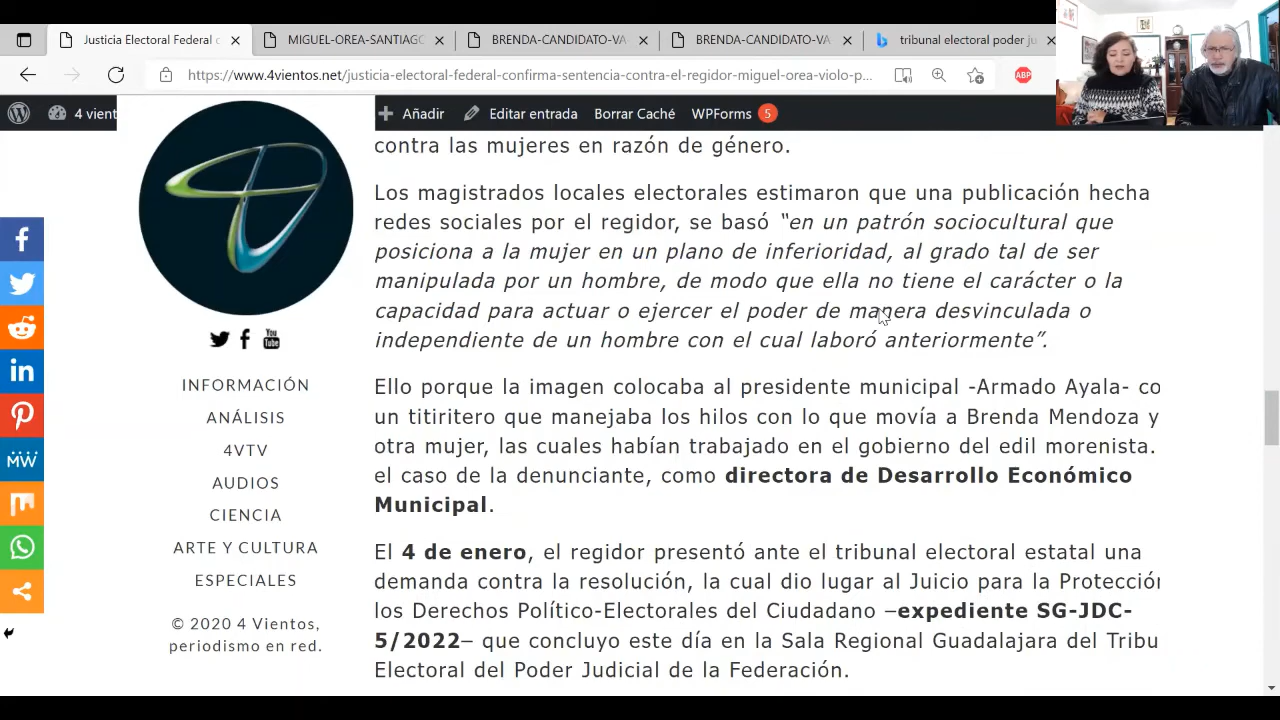 Justicia Electoral Federal c
MIGUEL-OREA-SANTIAGO
BRENDA-CANDIDATO-VA
BRENDA-CANDIDATO-VA
tribunal electoral poder ju
https://www.4vientos.net/justicia-electoral-federal-confirma-sentencia-contra-el-regidor-miguel-orea-violo-p...
ABP
4 vient
Añadir
Editar entrada
Borrar Caché
WPForms 5
contra las mujeres en razón de género.
Los magistrados locales electorales estimaron que una publicación hecha
redes sociales por el regidor, se basó “en un patrón sociocultural que
posiciona a la mujer en un plano de inferioridad, al grado tal de ser
manipulada por un hombre, de modo que ella no tiene el carácter o la
capacidad para actuar o ejercer el poder de manera desvinculada o
independiente de un hombre con el cual laboró anteriormente”.
Ello porque la imagen colocaba al presidente municipal -Armado Ayala- co
un titiritero que manejaba los hilos con lo que movía a Brenda Mendoza y
otra mujer, las cuales habían trabajado en el gobierno del edil morenista.
el caso de la denunciante, como directora de Desarrollo Económico
Municipal.
El 4 de enero, el regidor presentó ante el tribunal electoral estatal una
demanda contra la resolución, la cual dio lugar al Juicio para la Protección
los Derechos Político-Electorales del Ciudadano –expediente SG-JDC-
5/2022– que concluyo este día en la Sala Regional Guadalajara del Tribu
Electoral del Poder Judicial de la Federación.
You Tube
INFORMACIÓN
ANÁLISIS
4VTV
AUDIOS
CIENCIA
ARTE Y CULTURA
ESPECIALES
© 2020 4 Vientos,
periodismo en red.
MW